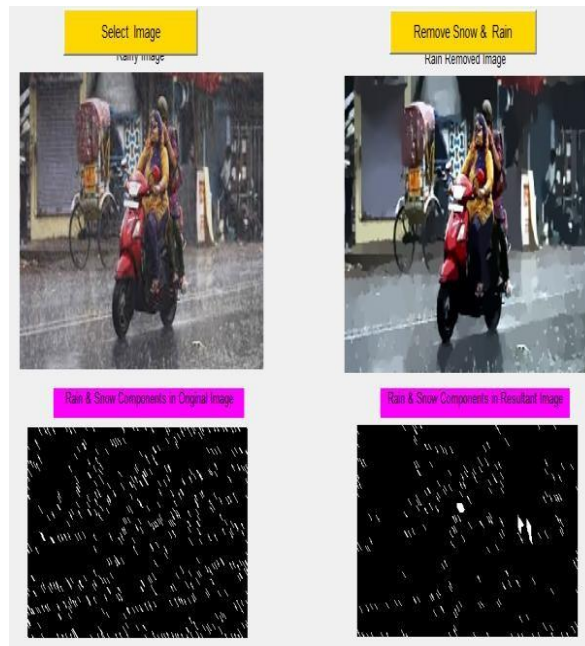 Select Image
Remove Snow & Rain
Rainy Image
Rain Removed Image
Rain & Snow Components in Original Image
Rain & Snow Components in Resultant Image